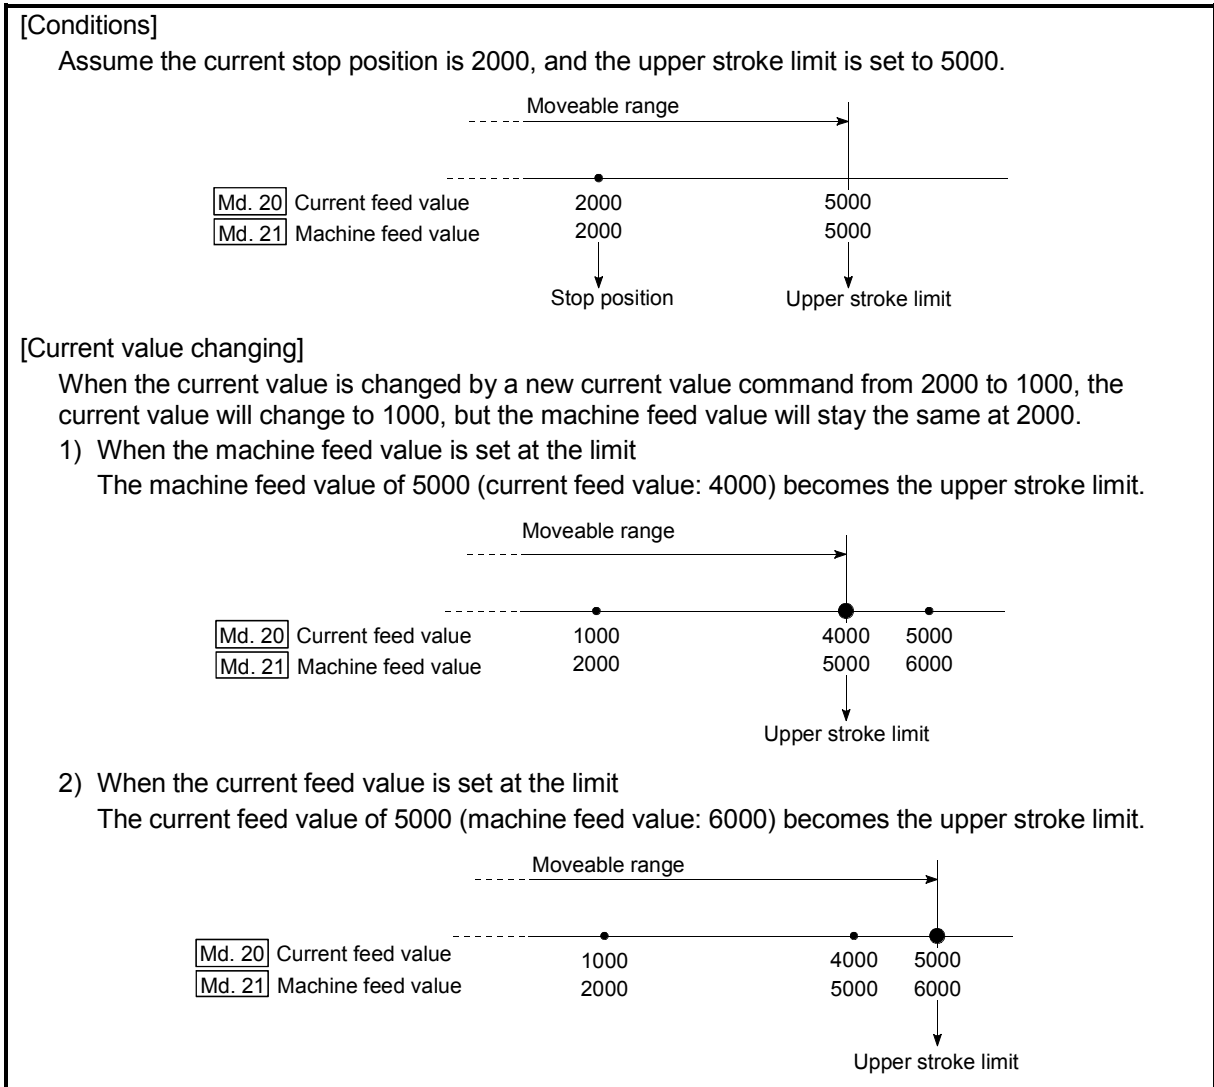 [Conditions]
Assume the current stop position is 2000, and the upper stroke limit is set to 5000.
Moveable range
Md. 20 Current feed value 2000 5000
Md. 21 Machine feed value 2000 5000
Stop position Upper stroke limit
[Current value changing]
When the current value is changed by a new current value command from 2000 to 1000, the
current value will change to 1000, but the machine feed value will stay the same at 2000.
1) When the machine feed value is set at the limit
The machine feed value of 5000 (current feed value: 4000) becomes the upper stroke limit.
Moveable range
Md. 20 Current feed value 1000 4000 5000
Md. 21 Machine feed value 2000 5000 6000
Upper stroke limit
2) When the current feed value is set at the limit
The current feed value of 5000 (machine feed value: 6000) becomes the upper stroke limit.
Moveable range
Md. 20 Current feed value 1000 4000 5000
Md. 21 Machine feed value 2000 5000 6000
Upper stroke limit